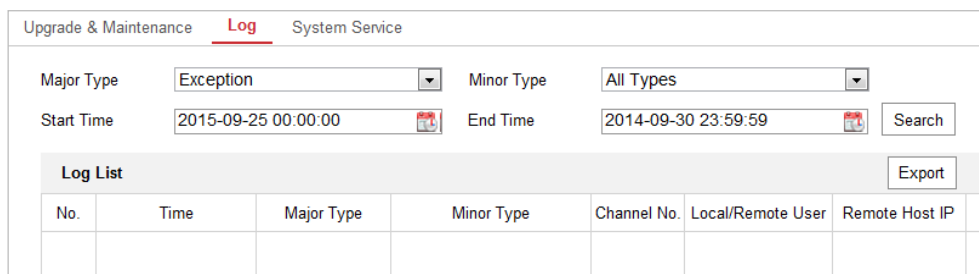 Upgrade & Maintenance Log System Service
Major Type Exception Minor Type All Types
Start Time 2015-09-25 00:00:00 End Time 2014-09-30 23:59:59 Search
Log List Export
No. Time Major Type Minor Type Channel No. Local/Remote User Remote Host IP